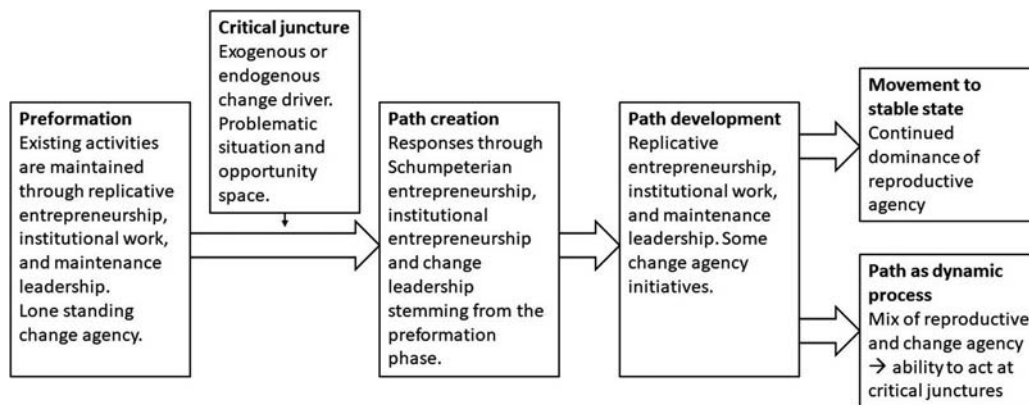 Critical juncture
Exogenous or
endogenous
change driver.
Problematic
situation and
opportunity
space.
Preformation
Existing activities
are maintained
through replicative
entrepreneurship,
institutional work,
and maintenance
leadership.
Lone standing
change agency.
Path creation
Responses through
Schumpeterian
entrepreneurship,
institutional
entrepreneurship
and change
leadership
stemming from the
preformation
phase.
Path development
Replicative
entrepreneurship,
institutional work,
and maintenance
leadership. Some
change agency
initiatives.
Movement to
stable state
Continued
dominance of
reproductive
agency
Path as dynamic
process
Mix of reproductive
and change agency
→ ability to act at
critical junctures